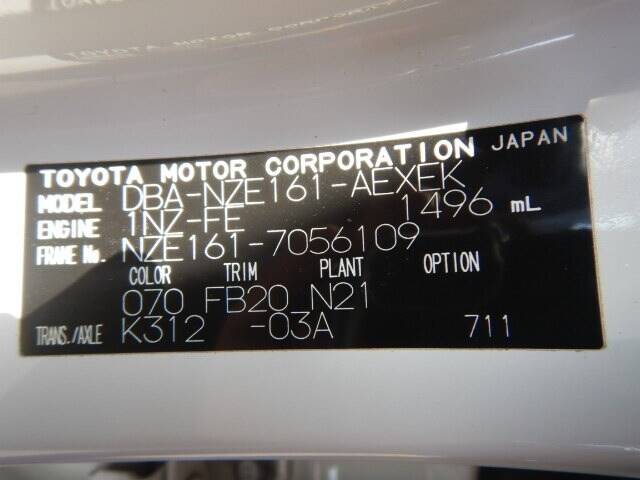 TOYOTA MOTOR CORPORATION JAPAN
MODEL DBA-NZE161-AEXEK
ENGINE 1NZ-FE 1496 mL
FRAME No. NZE161-7056109
COLOR TRIM PLANT OPTION
070 FB20 N21
TRANS./AXLE K312 -03A 711